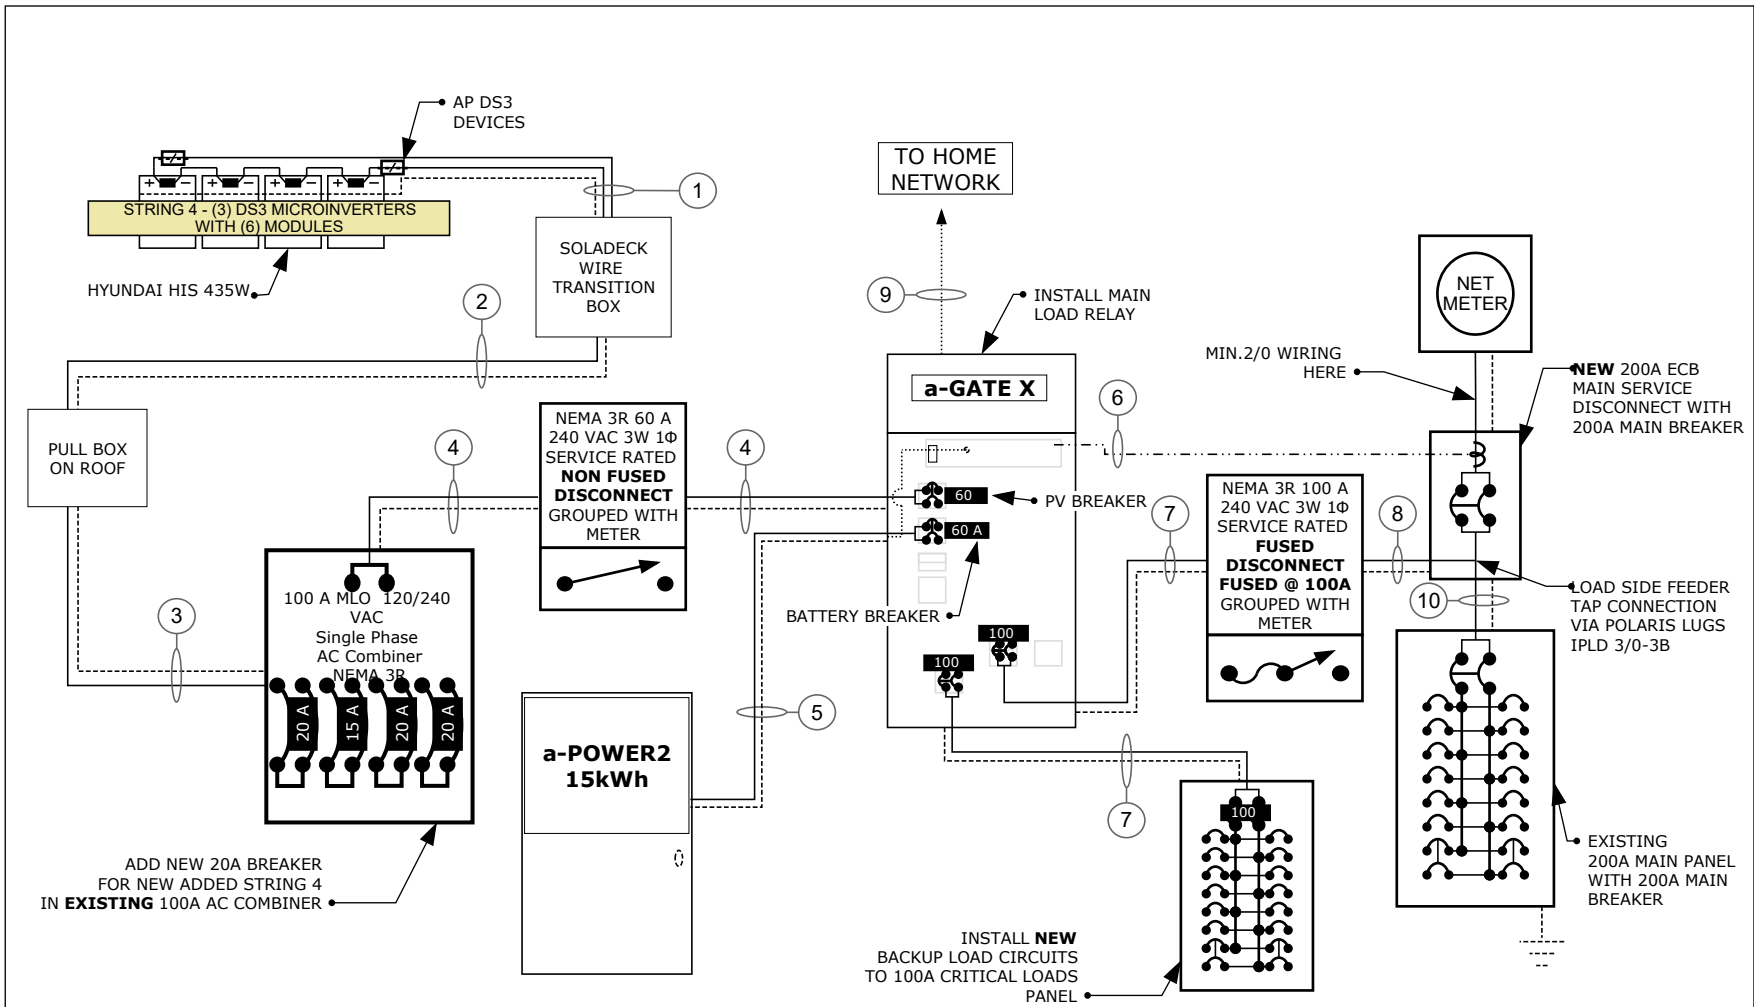 AP DS3
DEVICES
+ − + − + − + −
STRING 4 - (3) DS3 MICROINVERTERS
WITH (6) MODULES
HYUNDAI HIS 435W
1
SOLADECK
WIRE
TRANSITION
BOX
2
PULL BOX
ON ROOF
3
4
NEMA 3R 60 A
240 VAC 3W 1Φ
SERVICE RATED
NON FUSED
DISCONNECT
GROUPED WITH
METER
4
100 A MLO 120/240
VAC
Single Phase
AC Combiner
NEMA 3R
20 A
15 A
20 A
20 A
ADD NEW 20A BREAKER
FOR NEW ADDED STRING 4
IN EXISTING 100A AC COMBINER
a-POWER2
15kWh
5
TO HOME
NETWORK
9
INSTALL MAIN
LOAD RELAY
a-GATE X
60
PV BREAKER
60 A
BATTERY BREAKER
100
100
6
7
7
NEMA 3R 100 A
240 VAC 3W 1Φ
SERVICE RATED
FUSED
DISCONNECT
FUSED @ 100A
GROUPED WITH
METER
8
NET
METER
MIN.2/0 WIRING
HERE
NEW 200A ECB
MAIN SERVICE
DISCONNECT WITH
200A MAIN BREAKER
LOAD SIDE FEEDER
TAP CONNECTION
VIA POLARIS LUGS
IPLD 3/0-3B
10
100
INSTALL NEW
BACKUP LOAD CIRCUITS
TO 100A CRITICAL LOADS
PANEL
EXISTING
200A MAIN PANEL
WITH 200A MAIN
BREAKER